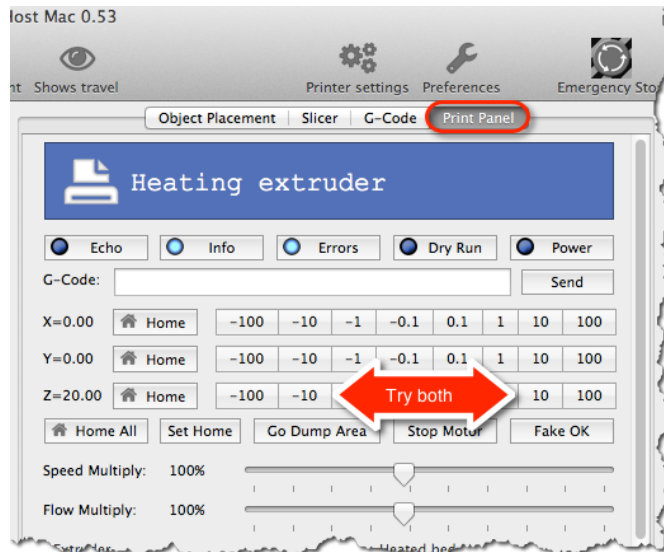 Host Mac 0.53
nt Shows travel Printer settings Preferences Emergency Sto
Object Placement Slicer G-Code Print Panel
Heating extruder
Echo Info Errors Dry Run Power
G-Code: Send
X=0.00 Home -100 -10 -1 -0.1 0.1 1 10 100
Y=0.00 Home -100 -10 -1 -0.1 0.1 1 10 100
Z=20.00 Home -100 -10 Try both 10 100
Home All Set Home Go Dump Area Stop Motor Fake OK
Speed Multiply: 100%
Flow Multiply: 100%
Extruder Heated bed